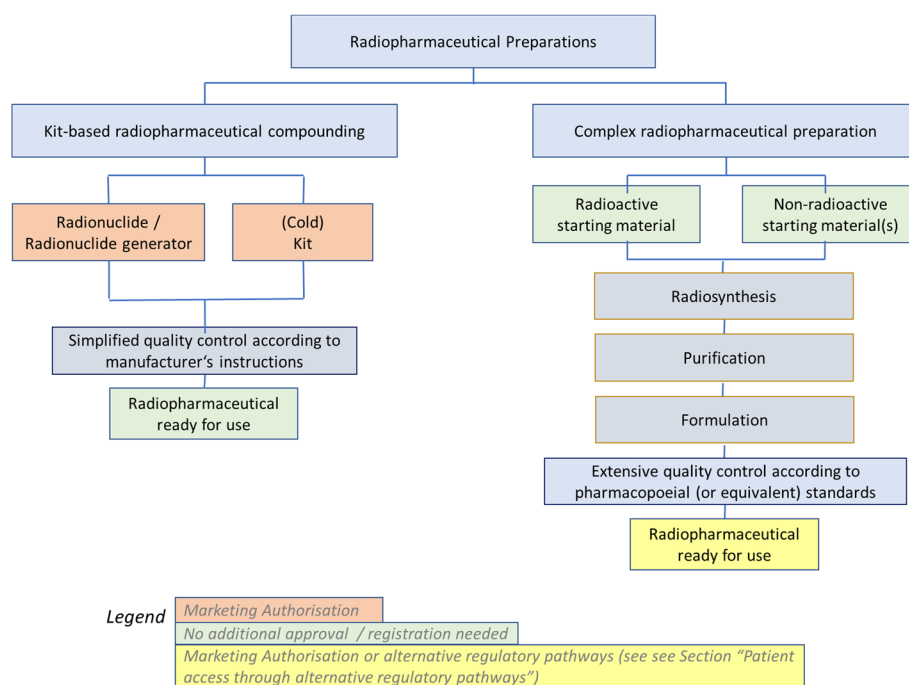 Radiopharmaceutical Preparations
Kit-based radiopharmaceutical compounding
Complex radiopharmaceutical preparation
Radionuclide /
Radionuclide generator
(Cold)
Kit
Radioactive
starting material
Non-radioactive
starting material(s)
Radiosynthesis
Simplified quality control according to
manufacturer‘s instructions
Purification
Radiopharmaceutical
ready for use
Formulation
Extensive quality control according to
pharmacopoeial (or equivalent) standards
Radiopharmaceutical
ready for use
Legend
Marketing Authorisation
No additional approval / registration needed
Marketing Authorisation or alternative regulatory pathways (see see Section “Patient
access through alternative regulatory pathways”)